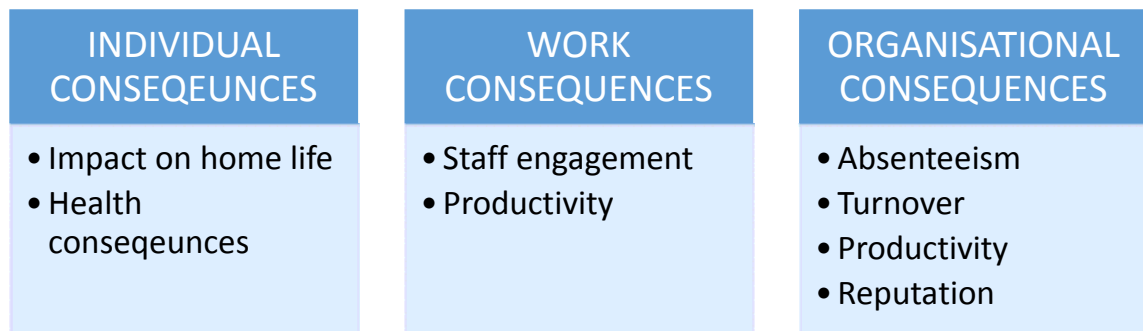 INDIVIDUAL
CONSEQEUNCES
• Impact on home life
• Health
conseqeunces
WORK
CONSEQUENCES
• Staff engagement
• Productivity
ORGANISATIONAL
CONSEQUENCES
• Absenteeism
• Turnover
• Productivity
• Reputation